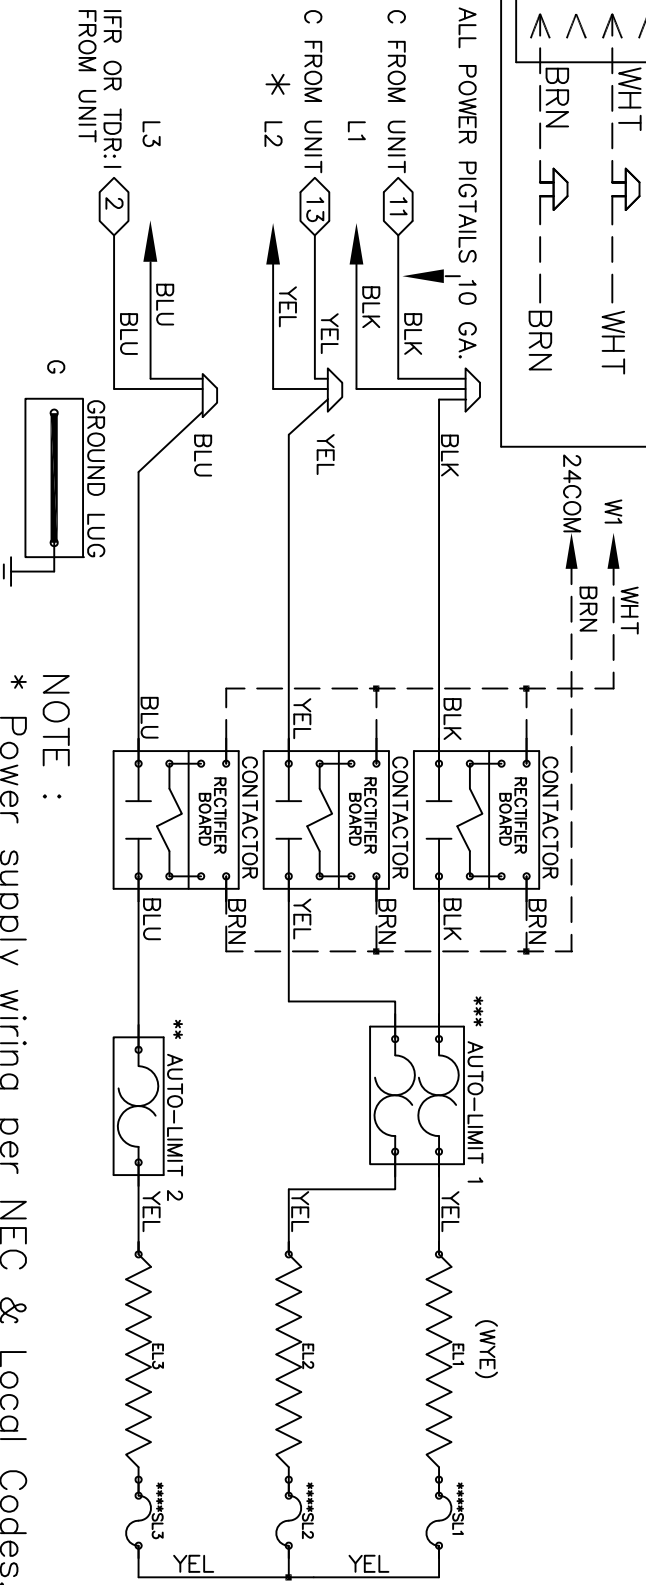 WHT
WHT
BRN
BRN
ALL POWER PIGTAILS 10 GA.
W1
WHT
24COM
BRN
C FROM UNIT
11
BLK
L1
BLK
BLK
BLK
CONTACTOR
RECTIFIER
BOARD
BRN
BLK
*** AUTO-LIMIT 1
YEL
(WYE)
EL1
****SL1
YEL
C FROM UNIT
13
YEL
* L2
YEL
YEL
YEL
CONTACTOR
RECTIFIER
BOARD
BRN
YEL
YEL
EL2
****SL2
YEL
L3
BLU
IFR OR TDR:1
FROM UNIT
2
BLU
BLU
BLU
CONTACTOR
RECTIFIER
BOARD
BRN
BLU
** AUTO-LIMIT 2
YEL
EL3
****SL3
G
GROUND LUG
NOTE :
* Power supply wiring per NEC & Local Codes.